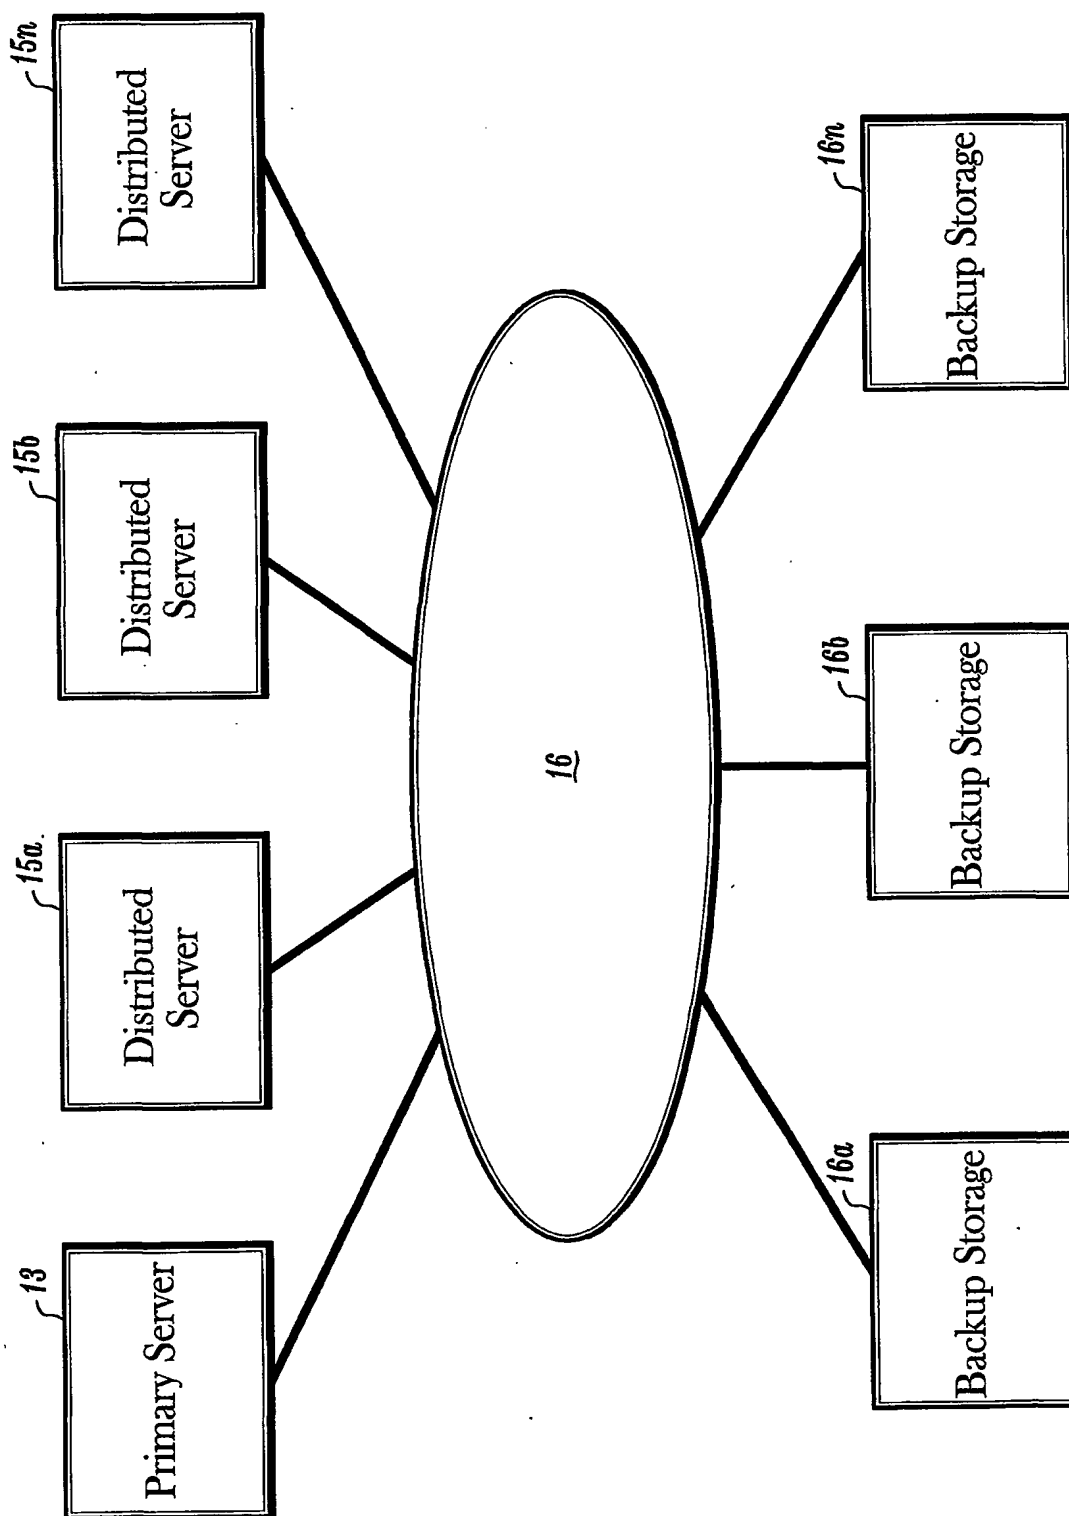 13
Primary Server
15a
Distributed
Server
15b
Distributed
Server
15n
Distributed
Server
16
16a
Backup Storage
16b
Backup Storage
16n
Backup Storage